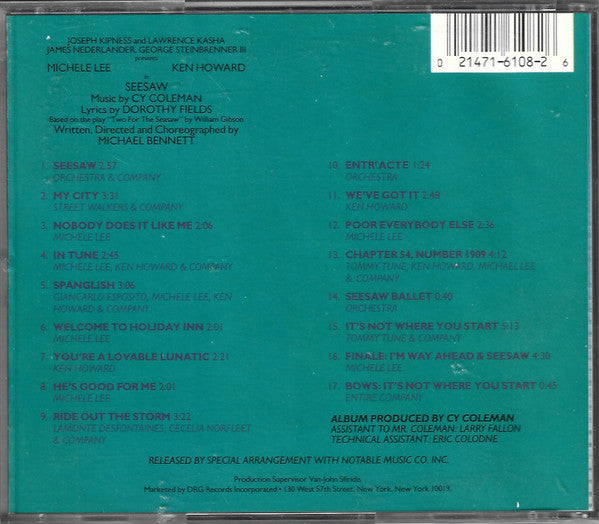 JOSEPH KIPNESS and LAWRENCE KASHA
JAMES NEDERLANDER, GEORGE STEINBRENNER III
presents
MICHELE LEE KEN HOWARD
in
SEESAW
Music by CY COLEMAN
Lyrics by DOROTHY FIELDS
Based on the play "Two For The Seasaw" by William Gibson
Written, Directed and Choreographed by
MICHAEL BENNETT
0 21471-6108-2 6
1. SEESAW 2:57
ORCHESTRA & COMPANY
2. MY CITY 3:31
STREET WALKERS & COMPANY
3. NOBODY DOES IT LIKE ME 2:06
MICHELE LEE
4. IN TUNE 2:45
MICHELE LEE, KEN HOWARD & COMPANY
5. SPANGLISH 3:06
GIANCARLO ESPOSITO, MICHELE LEE, KEN
HOWARD & COMPANY
6. WELCOME TO HOLIDAY INN 2:01
MICHELE LEE
7. YOU'RE A LOVABLE LUNATIC 2:21
KEN HOWARD
8. HE'S GOOD FOR ME 2:01
MICHELE LEE
9. RIDE OUT THE STORM 3:22
LAMONTE DESFONTAINES, CECELIA NORFLEET
& COMPANY
10. ENTR'ACTE 1:24
ORCHESTRA
11. WE'VE GOT IT 2:48
KEN HOWARD
12. POOR EVERYBODY ELSE 2:36
MICHELE LEE
13. CHAPTER 54, NUMBER 1909 4:12
TOMMY TUNE, KEN HOWARD, MICHAEL LEE
& COMPANY
14. SEESAW BALLET 0:40
ORCHESTRA
15. IT'S NOT WHERE YOU START 5:13
TOMMY TUNE & COMPANY
16. FINALE: I'M WAY AHEAD & SEESAW 4:30
MICHELE LEE
17. BOWS: IT'S NOT WHERE YOU START 0:45
ENTIRE COMPANY
ALBUM PRODUCED BY CY COLEMAN
ASSISTANT TO MR. COLEMAN: LARRY FALLON
TECHNICAL ASSISTANT: ERIC COLODNE
RELEASED BY SPECIAL ARRANGEMENT WITH NOTABLE MUSIC CO. INC.
Production Supervisor Van-John Sfiridis
Marketed by DRG Records Incorporated • 130 West 57th Street, New York, New York 10019.